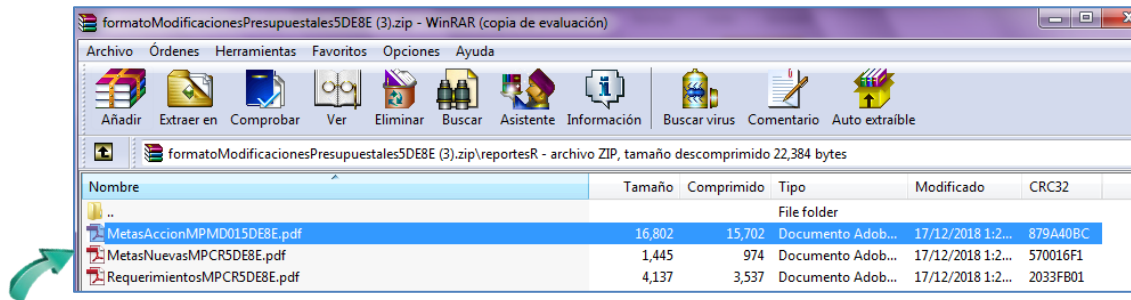 formatoModificacionesPresupuestales5DE8E (3).zip - WinRAR (copia de evaluación)
Archivo Órdenes Herramientas Favoritos Opciones Ayuda
Añadir Extraer en Comprobar Ver Eliminar Buscar Asistente Información Buscar virus Comentario Auto extraíble
formatoModificacionesPresupuestales5DE8E (3).zip\reportesR - archivo ZIP, tamaño descomprimido 22,384 bytes
Nombre Tamaño Comprimido Tipo Modificado CRC32
.. File folder
MetasAccionMPMD015DE8E.pdf 16,802 15,702 Documento Adob... 17/12/2018 1:2... 879A40BC
MetasNuevasMPCR5DE8E.pdf 1,445 974 Documento Adob... 17/12/2018 1:2... 570016F1
RequerimientosMPCR5DE8E.pdf 4,137 3,537 Documento Adob... 17/12/2018 1:2... 2033FB01